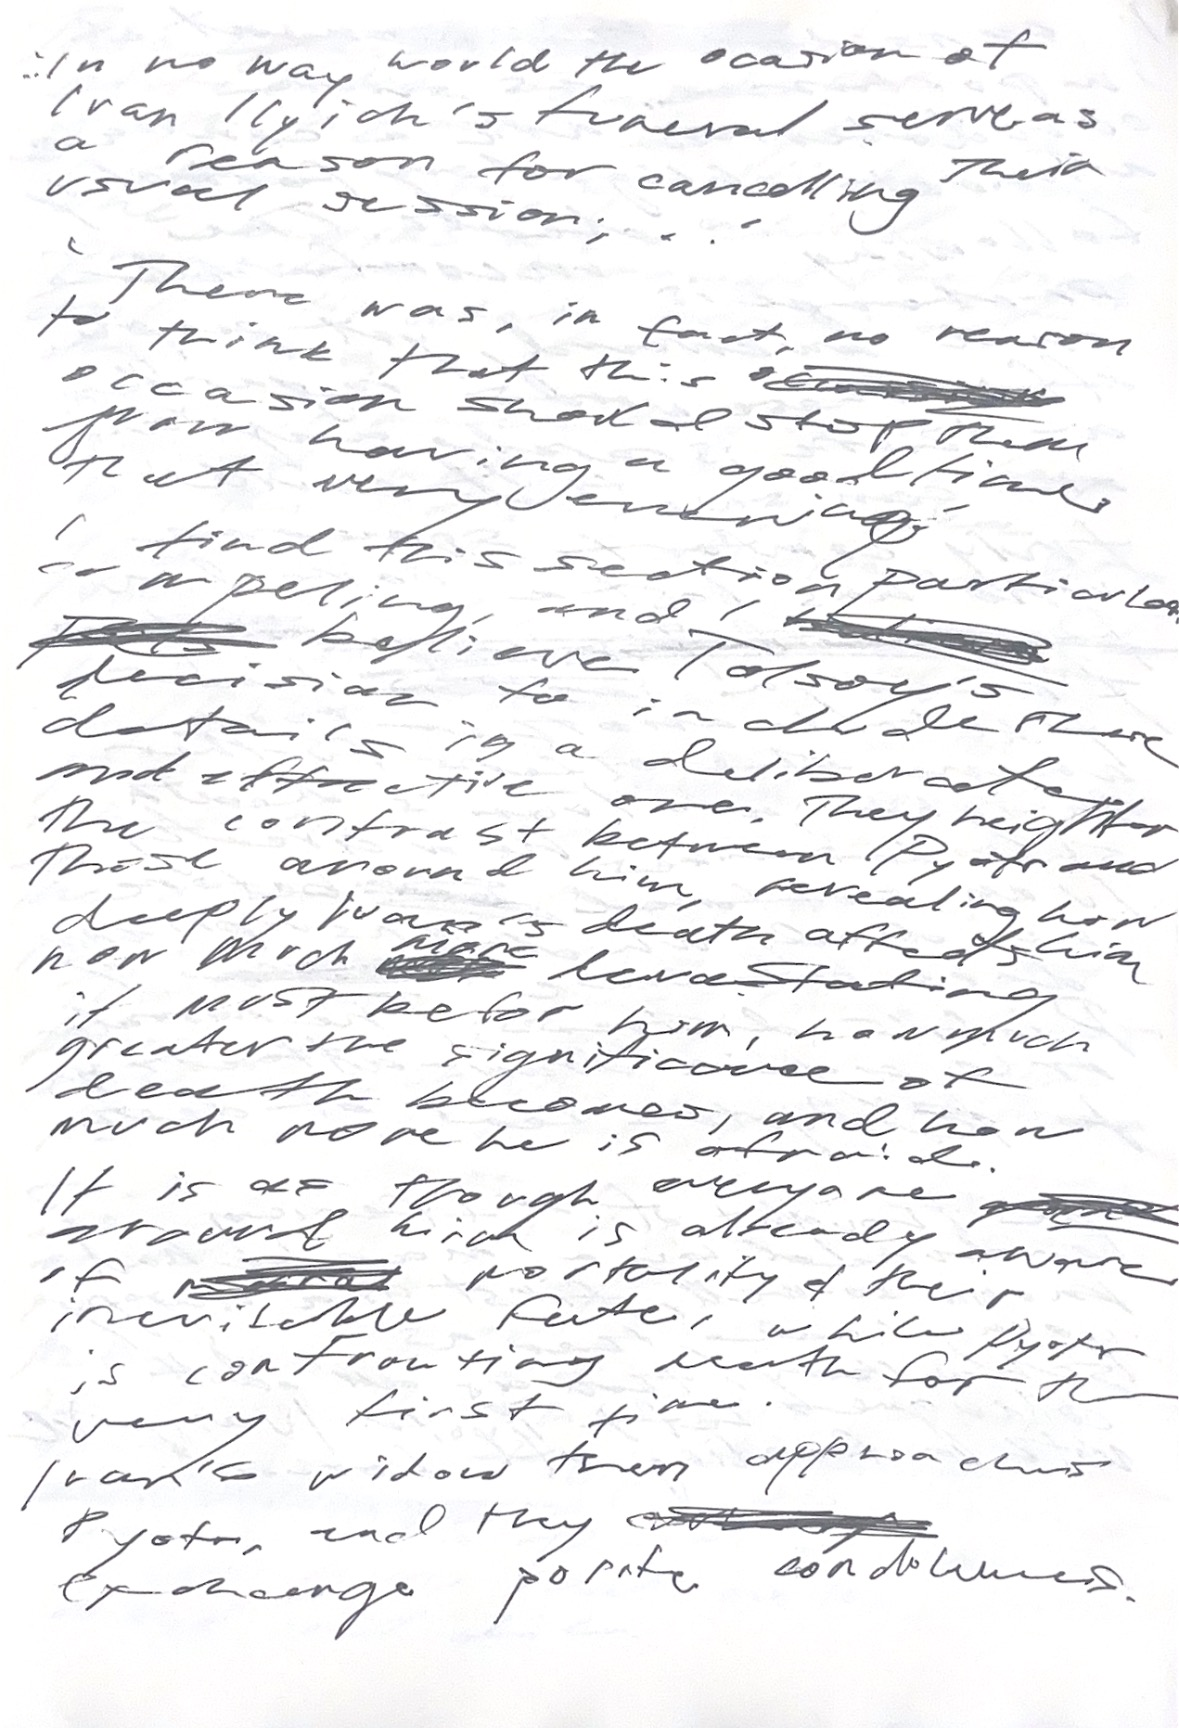 'In no way would the ocasion of
Ivan Ilyich's funeral serve as
a reason for cancelling their
usual session; ...'
'There was, in fact, no reason
to think that this
occasion should stop them
from having a good time
that very evening.'
I find this section particular
compeling, and I
believe Tolsoy's
decision to include these
details is a deliberate
and effective one. They heighten
the contrast between Pyotr and
those around him, revealing how
deeply Ivan's death affects him
how much more devastating
it must be for him, how much
greater the significance of
death becomes, and how
much more he is afraid.
It is as though everyone
around him is already aware
of mortality & their
inevitable fate, while Pyotr
is confronting death for th
very first time.
Ivan's widow then approaches
Pyotr, and they
exchange polite condolences.